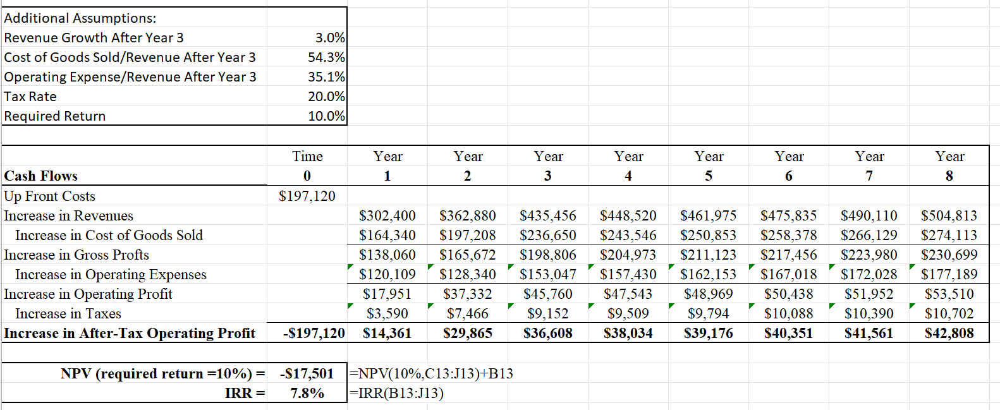 Additional Assumptions:
Revenue Growth After Year 3 3.0%
Cost of Goods Sold/Revenue After Year 3 54.3%
Operating Expense/Revenue After Year 3 35.1%
Tax Rate 20.0%
Required Return 10.0%
Time Year Year Year Year Year Year Year Year
Cash Flows 0 1 2 3 4 5 6 7 8
Up Front Costs $197,120
Increase in Revenues $302,400 $362,880 $435,456 $448,520 $461,975 $475,835 $490,110 $504,813
Increase in Cost of Goods Sold $164,340 $197,208 $236,650 $243,546 $250,853 $258,378 $266,129 $274,113
Increase in Gross Profts $138,060 $165,672 $198,806 $204,973 $211,123 $217,456 $223,980 $230,699
Increase in Operating Expenses $120,109 $128,340 $153,047 $157,430 $162,153 $167,018 $172,028 $177,189
Increase in Operating Profit $17,951 $37,332 $45,760 $47,543 $48,969 $50,438 $51,952 $53,510
Increase in Taxes $3,590 $7,466 $9,152 $9,509 $9,794 $10,088 $10,390 $10,702
Increase in After-Tax Operating Profit -$197,120 $14,361 $29,865 $36,608 $38,034 $39,176 $40,351 $41,561 $42,808
NPV (required return =10%) = -$17,501 =NPV(10%,C13:J13)+B13
IRR = 7.8% =IRR(B13:J13)